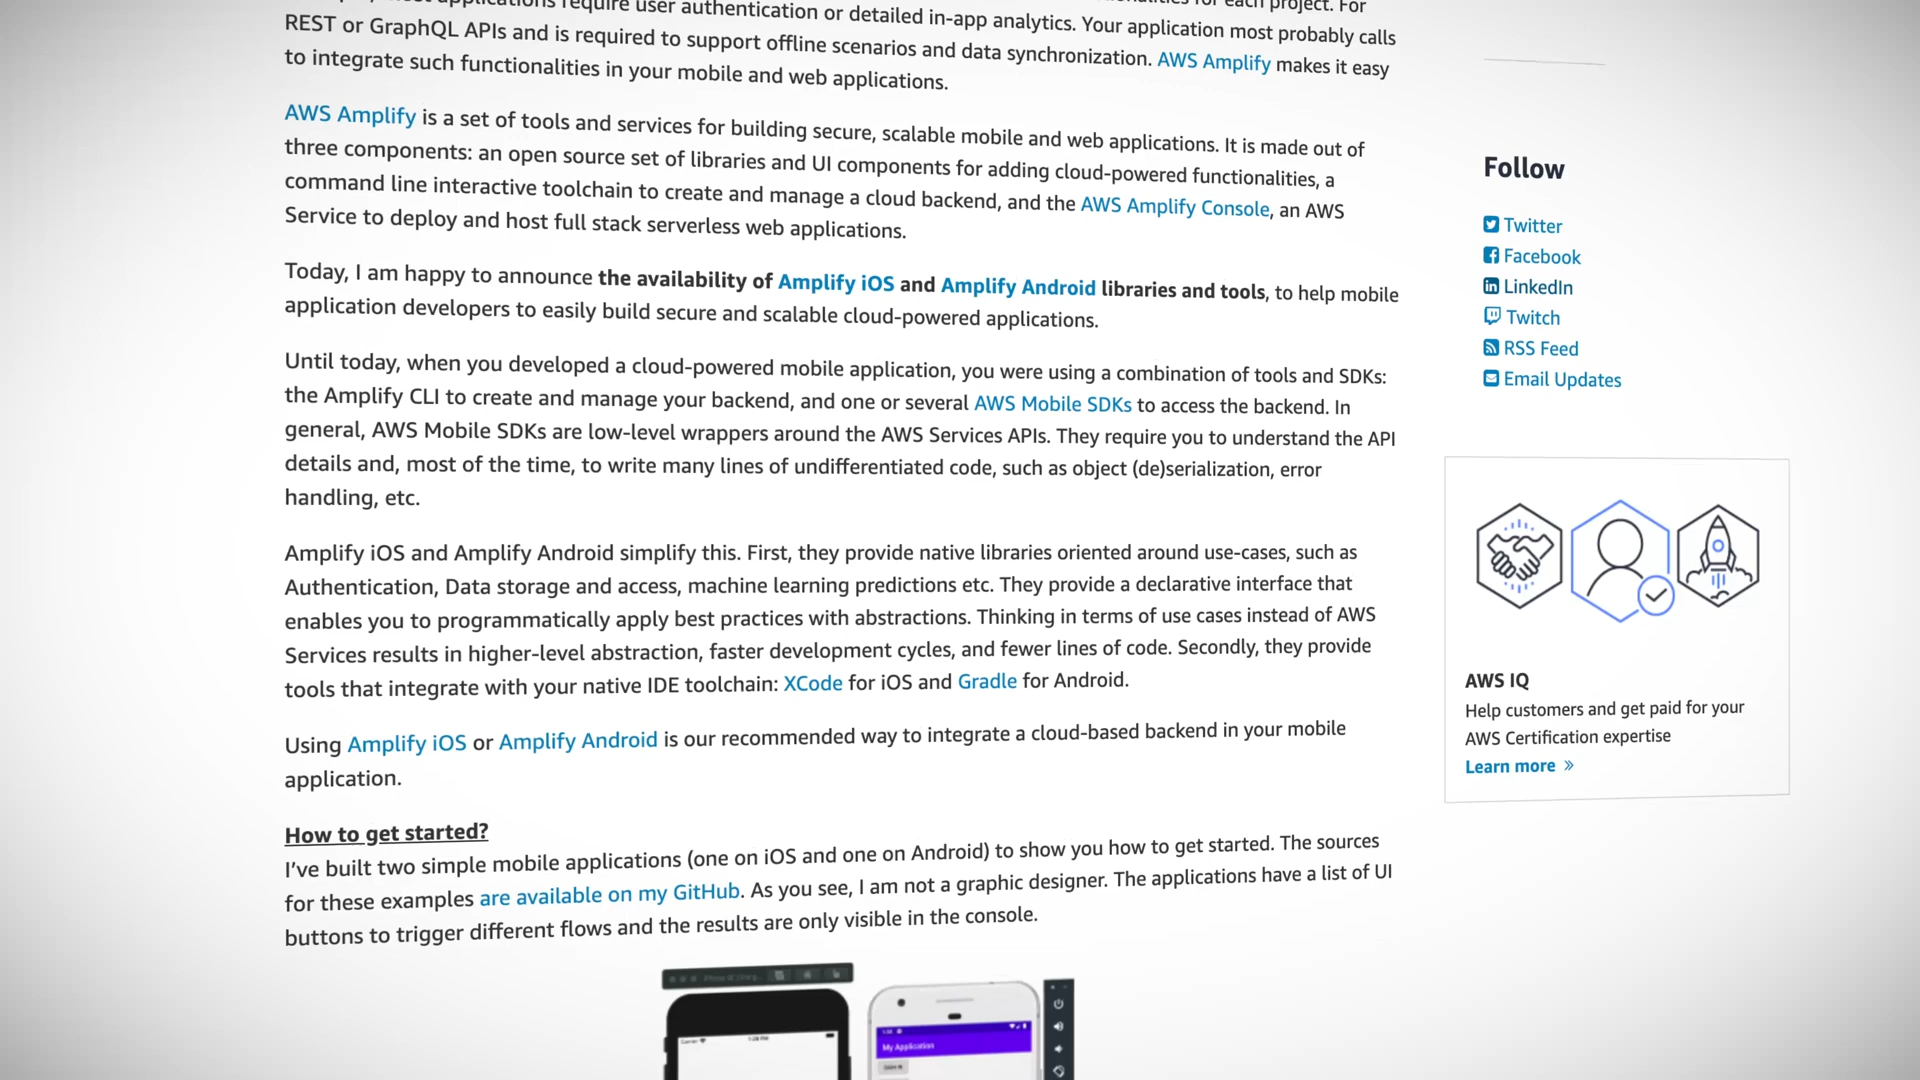 require user authentication or detailed in-app analytics. Your application most probably calls
for each project. For
REST or GraphQL APIs and is required to support offline scenarios and data synchronization. AWS Amplify makes it easy
to integrate such functionalities in your mobile and web applications.
AWS Amplify is a set of tools and services for building secure, scalable mobile and web applications. It is made out of
three components: an open source set of libraries and UI components for adding cloud-powered functionalities, a
command line interactive toolchain to create and manage a cloud backend, and the AWS Amplify Console, an AWS
Service to deploy and host full stack serverless web applications.
Today, I am happy to announce the availability of Amplify iOS and Amplify Android libraries and tools, to help mobile
application developers to easily build secure and scalable cloud-powered applications.
Until today, when you developed a cloud-powered mobile application, you were using a combination of tools and SDKs:
the Amplify CLI to create and manage your backend, and one or several AWS Mobile SDKs to access the backend. In
general, AWS Mobile SDKs are low-level wrappers around the AWS Services APIs. They require you to understand the API
details and, most of the time, to write many lines of undifferentiated code, such as object (de)serialization, error
handling, etc.
Amplify iOS and Amplify Android simplify this. First, they provide native libraries oriented around use-cases, such as
Authentication, Data storage and access, machine learning predictions etc. They provide a declarative interface that
enables you to programmatically apply best practices with abstractions. Thinking in terms of use cases instead of AWS
Services results in higher-level abstraction, faster development cycles, and fewer lines of code. Secondly, they provide
tools that integrate with your native IDE toolchain: XCode for iOS and Gradle for Android.
Using Amplify iOS or Amplify Android is our recommended way to integrate a cloud-based backend in your mobile
application.
How to get started?
I've built two simple mobile applications (one on iOS and one on Android) to show you how to get started. The sources
for these examples are available on my GitHub. As you see, I am not a graphic designer. The applications have a list of UI
buttons to trigger different flows and the results are only visible in the console.
My Application
Follow
Twitter
Facebook
LinkedIn
Twitch
RSS Feed
Email Updates
AWS IQ
Help customers and get paid for your
AWS Certification expertise
Learn more »